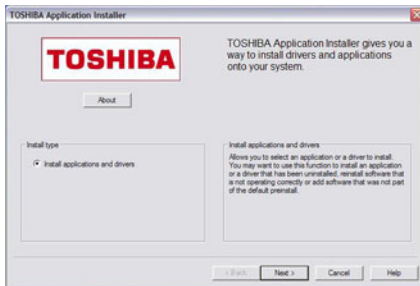 TOSHIBA Application Installer
TOSHIBA
TOSHIBA Application Installer gives you a
way to install drivers and applications
onto your system.
About
Install type
Install applications and drivers
Install applications and drivers
Allows you to select an application or a driver to install.
You may want to use this function to install an application
or a driver that has been uninstalled, reinstall software that
is not operating correctly or add software that was not part
of the default preinstall.
< Back
Next >
Cancel
Help